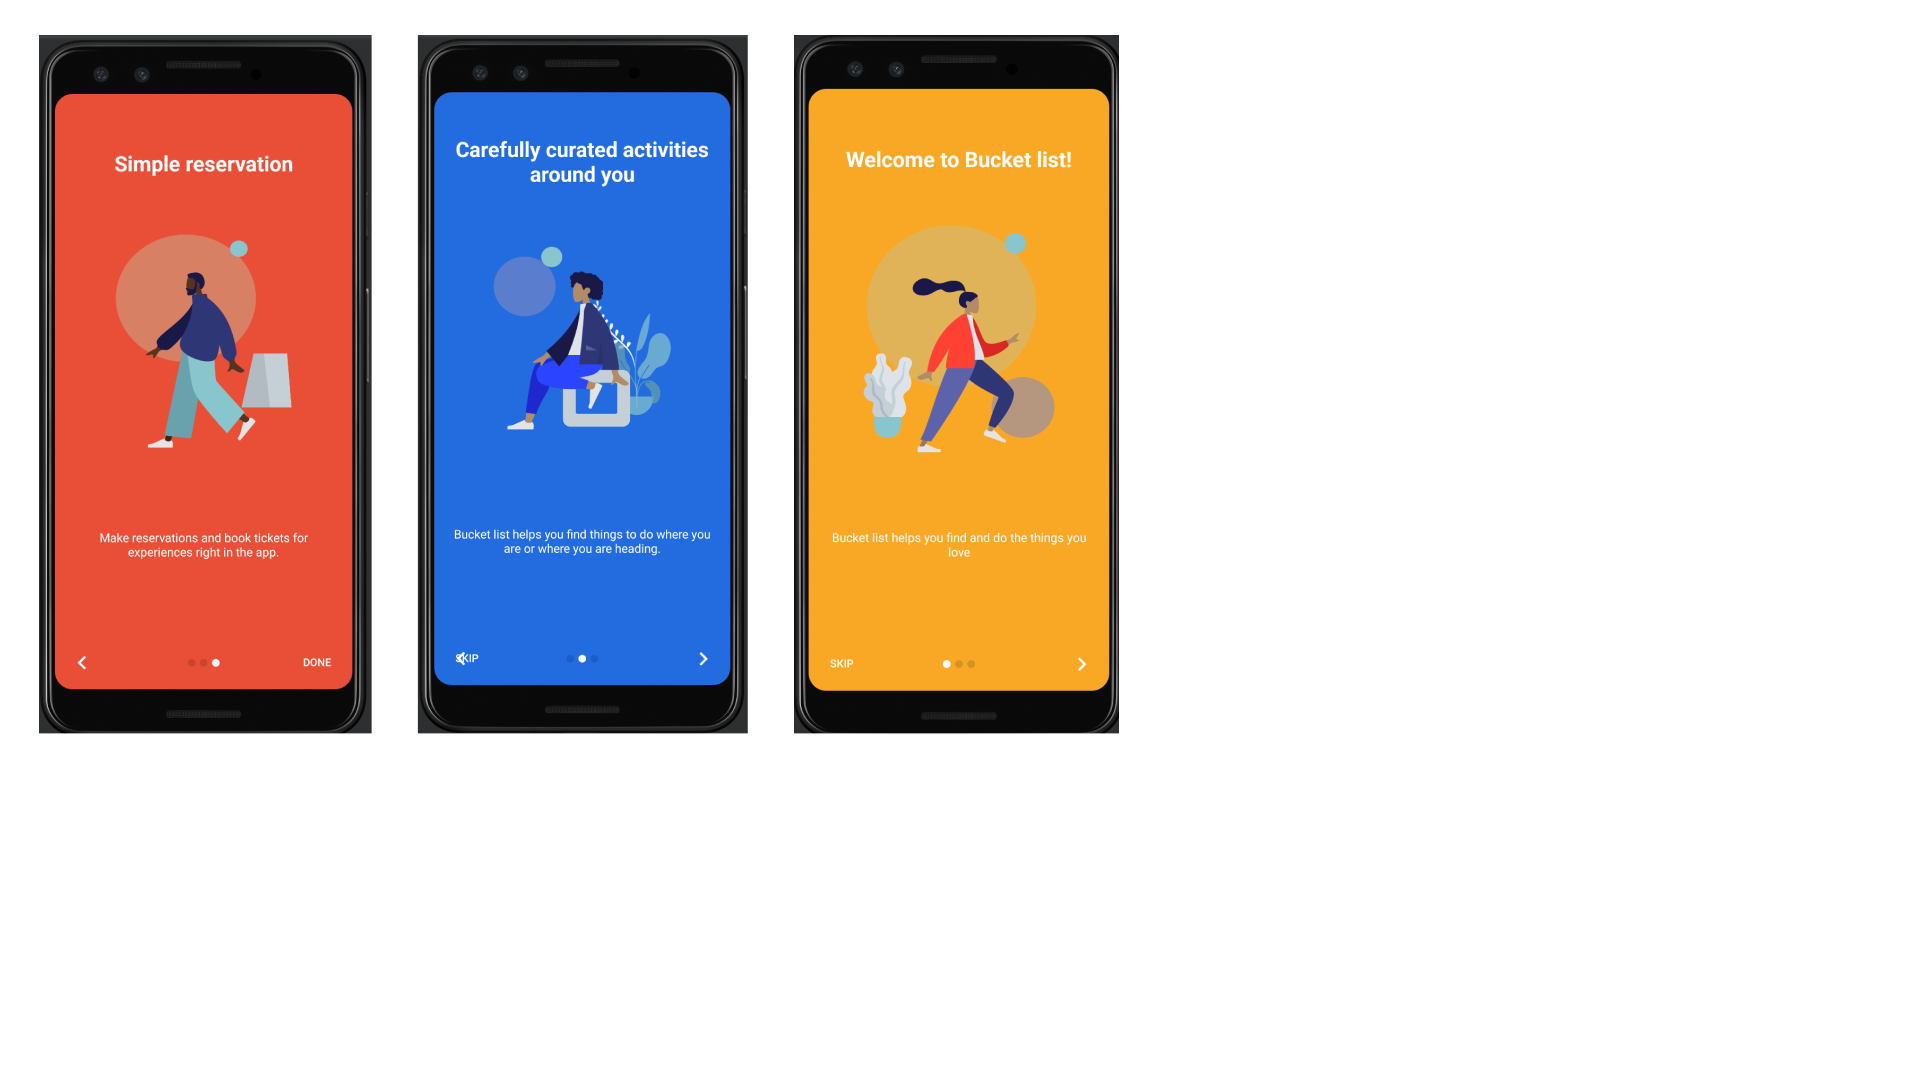 Simple reservation
Make reservations and book tickets for
experiences right in the app.
DONE
Carefully curated activities
around you
Bucket list helps you find things to do where you
are or where you are heading.
SKIP
Welcome to Bucket list!
Bucket list helps you find and do the things you
love
SKIP